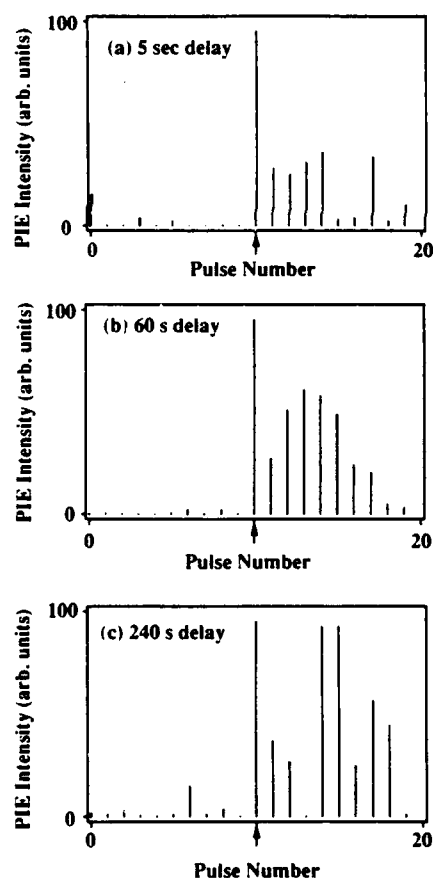 100
(a) 5 sec delay
PIE Intensity (arb. units)
0
0 20
Pulse Number
100
(b) 60 s delay
PIE Intensity (arb. units)
0
0 20
Pulse Number
100
(c) 240 s delay
PIE Intensity (arb. units)
0
0 20
Pulse Number